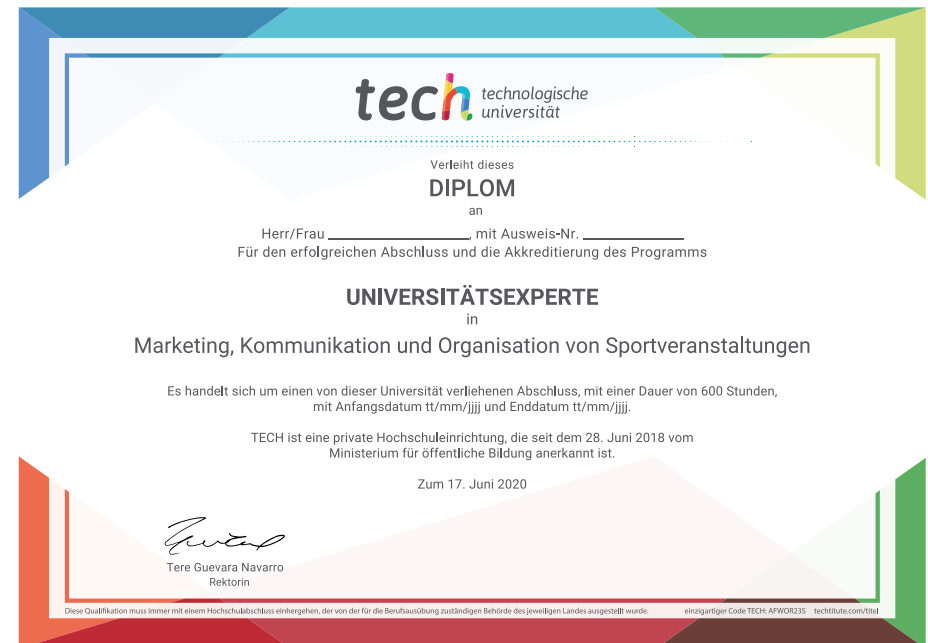 tech technologische
universität
Verleiht dieses
DIPLOM
an
Herr/Frau ____________________, mit Ausweis-Nr. ______________
Für den erfolgreichen Abschluss und die Akkreditierung des Programms
UNIVERSITÄTSEXPERTE
in
Marketing, Kommunikation und Organisation von Sportveranstaltungen
Es handelt sich um einen von dieser Universität verliehenen Abschluss, mit einer Dauer von 600 Stunden,
mit Anfangsdatum tt/mm/jjjj und Enddatum tt/mm/jjjj.
TECH ist eine private Hochschuleinrichtung, die seit dem 28. Juni 2018 vom
Ministerium für öffentliche Bildung anerkannt ist.
Zum 17. Juni 2020
Tere Guevara Navarro
Rektorin
Diese Qualifikation muss immer mit einem Hochschulabschluss einhergehen, der von der für die Berufsausübung zuständigen Behörde des jeweiligen Landes ausgestellt wurde. einzigartiger Code TECH: AFWOR23S techtitute.com/titel